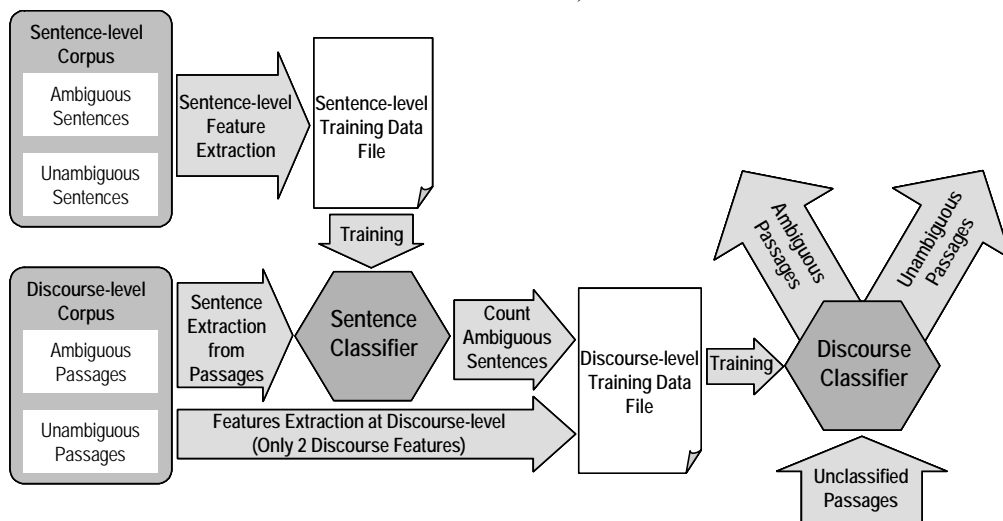 Sentence-level
Corpus
Ambiguous
Sentences
Unambiguous
Sentences
Sentence-level
Feature
Extraction
Sentence-level
Training Data
File
Training
Discourse-level
Corpus
Ambiguous
Passages
Unambiguous
Passages
Sentence
Extraction
from
Passages
Sentence
Classifier
Count
Ambiguous
Sentences
Features Extraction at Discourse-level
(Only 2 Discourse Features)
Discourse-level
Training Data
File
Training
Discourse
Classifier
Ambiguous
Passages
Unambiguous
Passages
Unclassified
Passages